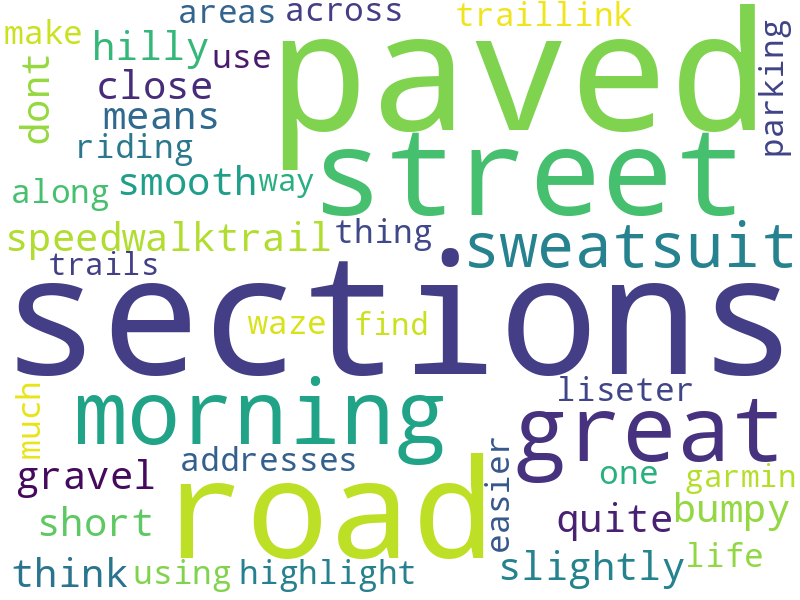 areas
across
traillink
make
hilly
use
paved
parking
dont
close
means
riding
street
smooth
way
along
speedwalktrail
thing
sweatsuit
trails
sections
waze
find
much
morning
liseter
great
addresses
gravel
road
easier
one
garmin
short
quite
bumpy
think
using
highlight
slightly
life